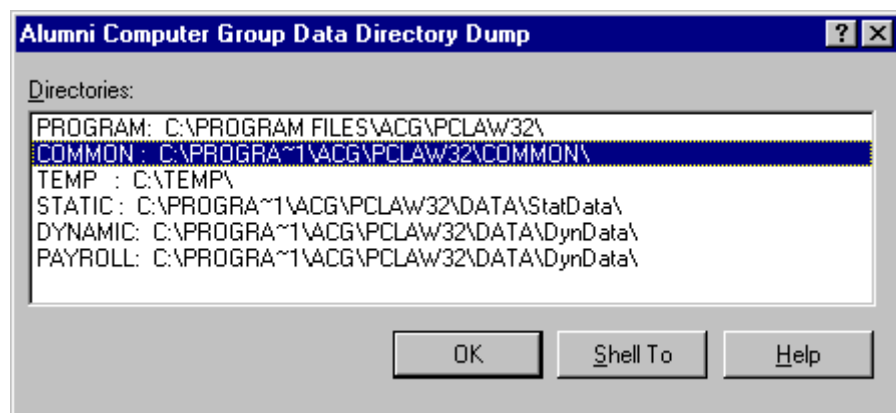 Alumni Computer Group Data Directory Dump
Directories:
PROGRAM: C:\PROGRAM FILES\ACG\PCLAW32\
COMMON : C:\PROGRA~1\ACG\PCLAW32\COMMON\
TEMP : C:\TEMP\
STATIC : C:\PROGRA~1\ACG\PCLAW32\DATA\StatData\
DYNAMIC: C:\PROGRA~1\ACG\PCLAW32\DATA\DynData\
PAYROLL: C:\PROGRA~1\ACG\PCLAW32\DATA\DynData\
OK Shell To Help